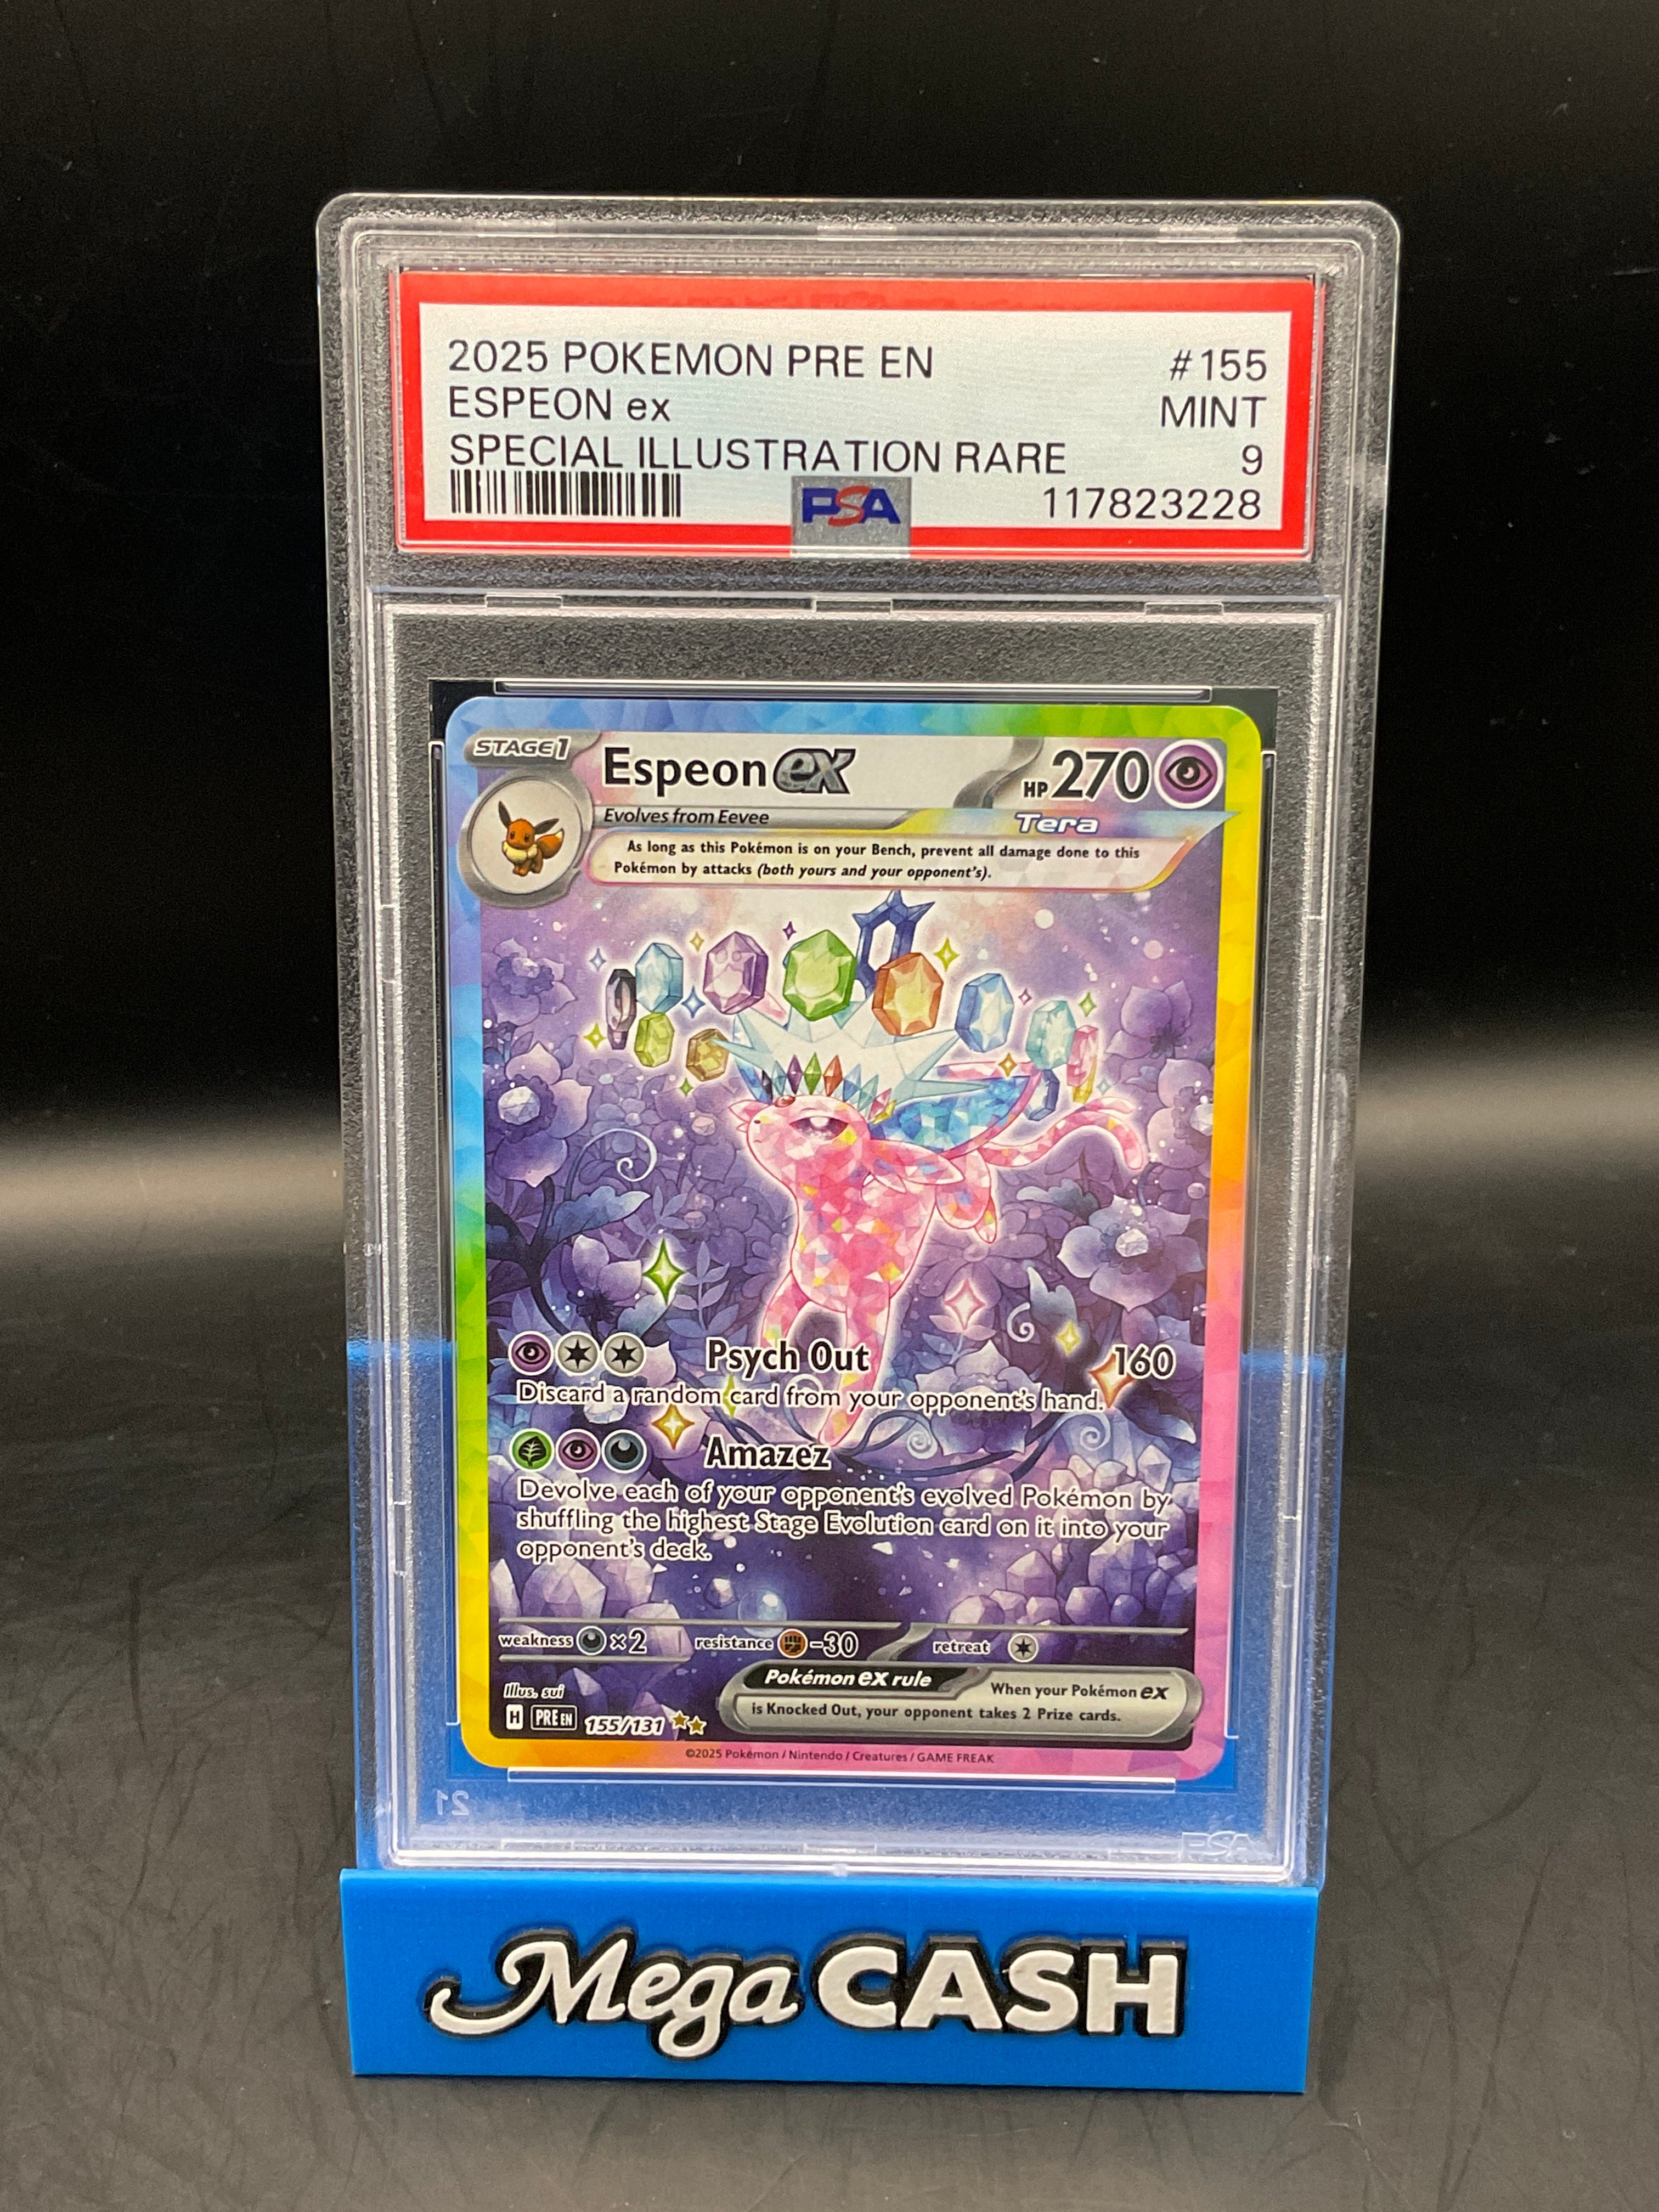 2025 POKEMON PRE EN #155
ESPEON ex MINT
SPECIAL ILLUSTRATION RARE 9
PSA 117823228
STAGE1 Espeon ex HP 270
Evolves from Eevee Tera
As long as this Pokémon is on your Bench, prevent all damage done to this
Pokémon by attacks (both yours and your opponent's).
Psych Out 160
Discard a random card from your opponent's hand.
Amazez
Devolve each of your opponent's evolved Pokémon by
shuffling the highest Stage Evolution card on it into your
opponent's deck.
weakness ×2 resistance -30 retreat
Pokémon ex rule When your Pokémon ex
is Knocked Out, your opponent takes 2 Prize cards.
Illus. sui
H PRE EN 155/131
©2025 Pokémon / Nintendo / Creatures / GAME FREAK
21 PSA
Mega CASH